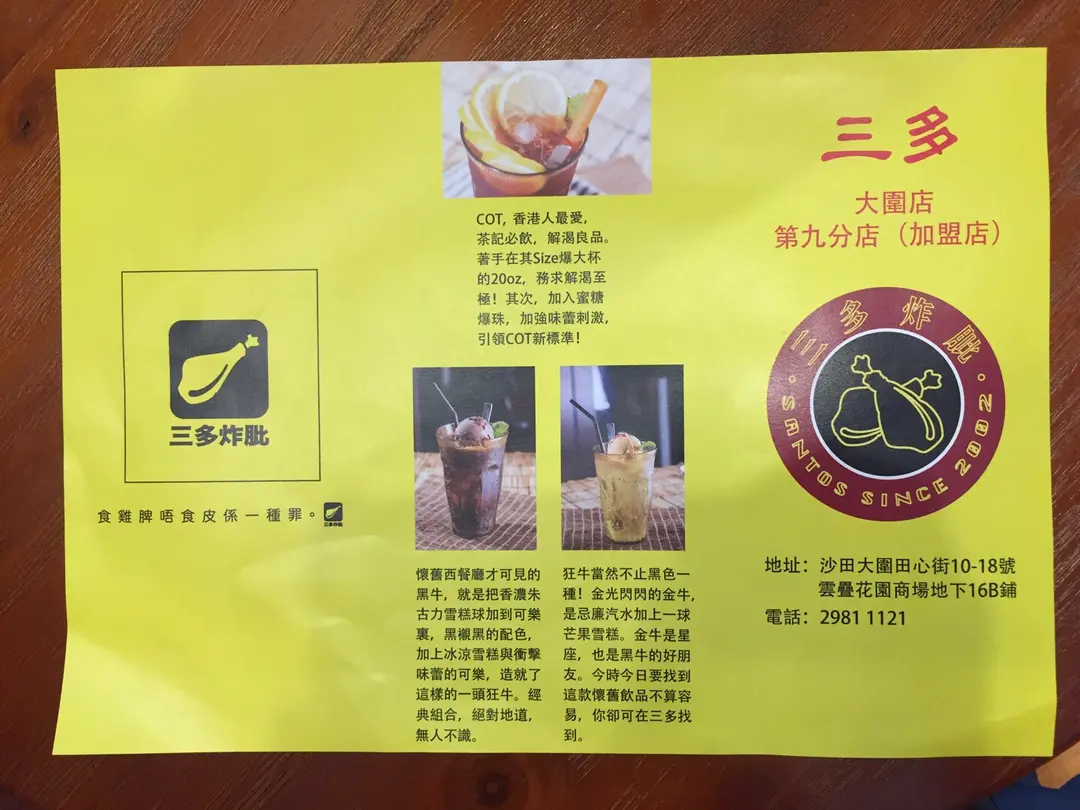 三多炸肶
食雞脾唔食皮係一種罪。
三多炸肶
COT, 香港人最愛,
茶記必飲, 解渴良品。
著手在其Size爆大杯
的20oz, 務求解渴至
極! 其次, 加入蜜糖
爆珠, 加強味蕾刺激,
引領COT新標準!
懷舊西餐廳才可見的
黑牛, 就是把香濃朱
古力雪糕球加到可樂
裏, 黑襯黑的配色,
加上冰涼雪糕與衝擊
味蕾的可樂, 造就了
這樣的一頭狂牛。經
典組合, 絕對地道,
無人不識。
狂牛當然不止黑色一
種! 金光閃閃的金牛,
是忌廉汽水加上一球
芒果雪糕。金牛是星
座, 也是黑牛的好朋
友。今時今日要找到
這款懷舊飲品不算容
易, 你卻可在三多找
到。
三多
大圍店
第九分店（加盟店）
三多炸肶
·SANTOS SINCE 2002·
地址：沙田大圍田心街10-18號
雲疊花園商場地下16B鋪
電話：2981 1121